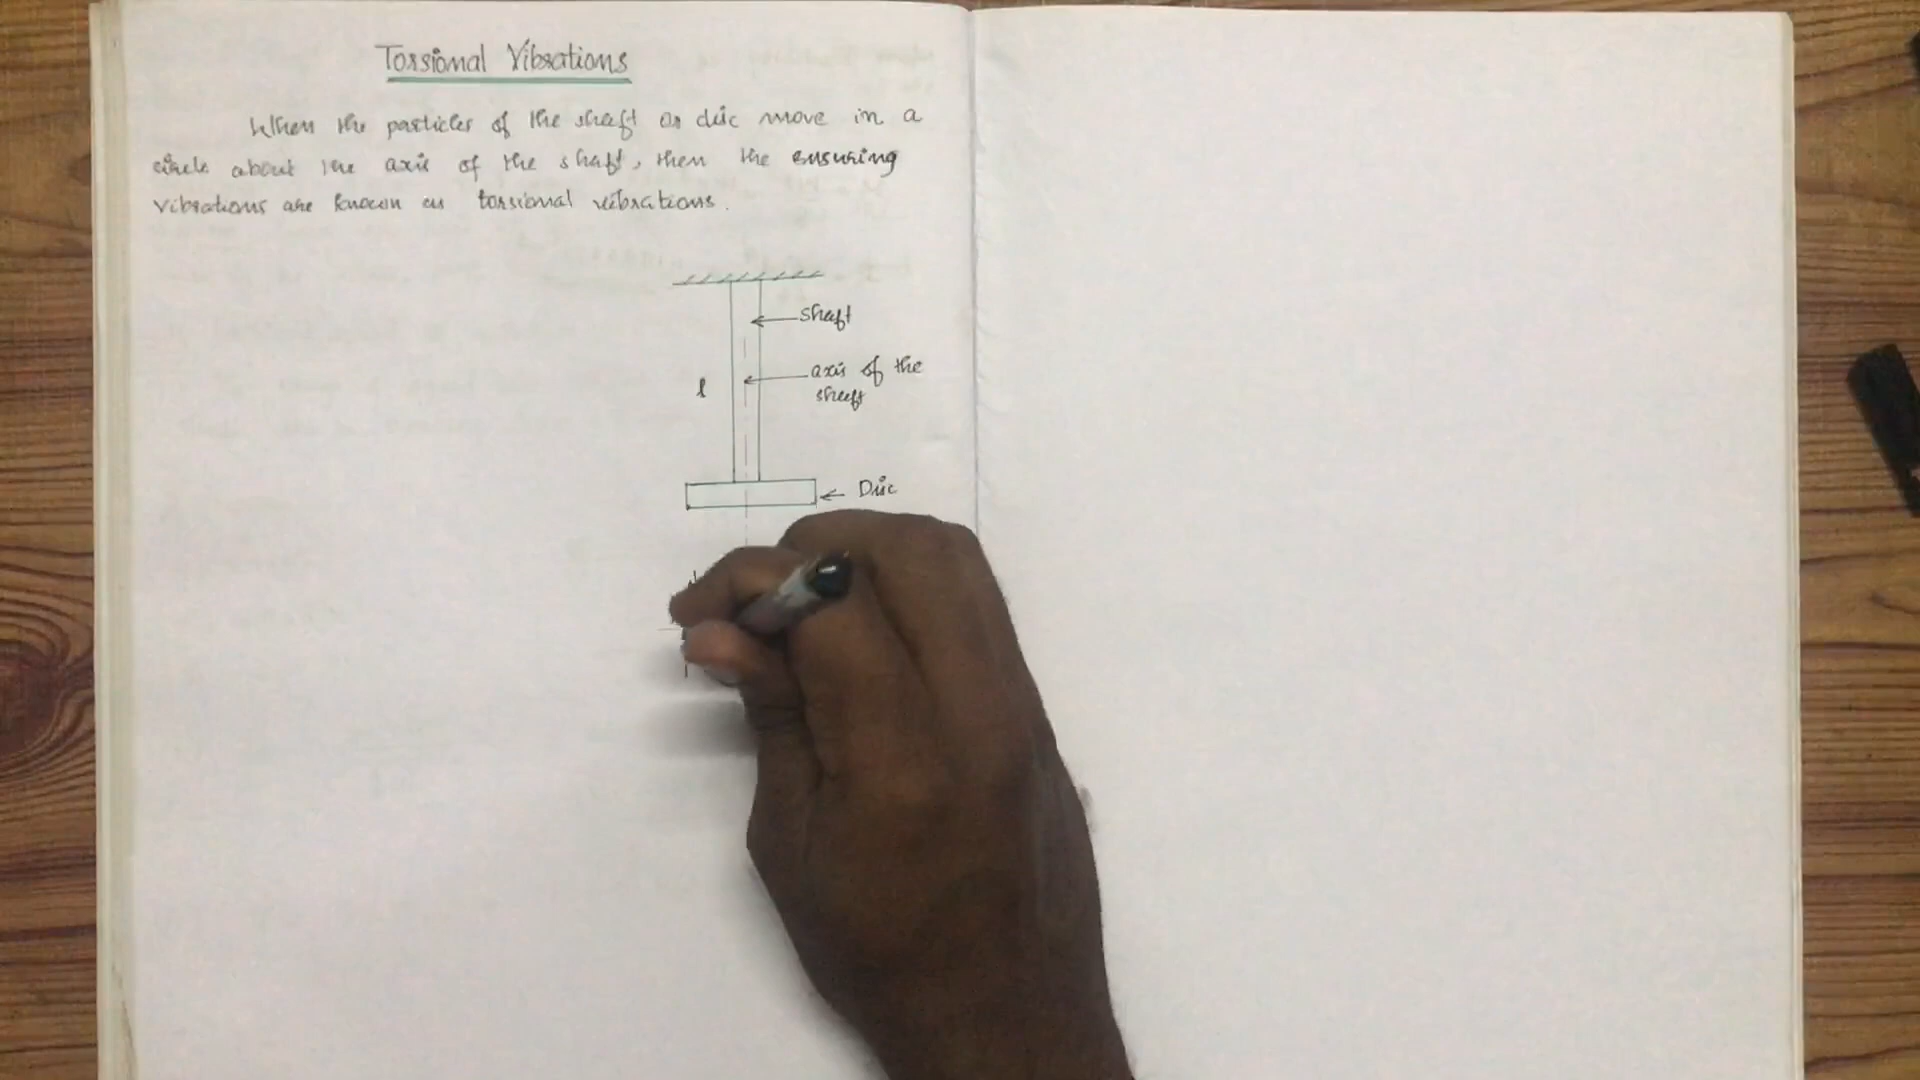 Torsional Vibrations
When the particles of the shaft or disc move in a
circle about the axis of the shaft, then the ensuring
vibrations are known as torsional vibrations.
shaft
axis of the
shaft
l
Disc